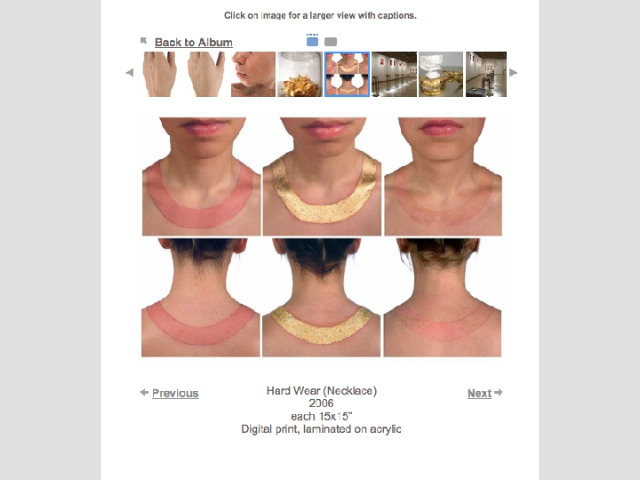 Click on image for a larger view with captions.
Back to Album
Previous
Hard Wear (Necklace)
Next
2006
each 15x15"
Digital print, laminated on acrylic